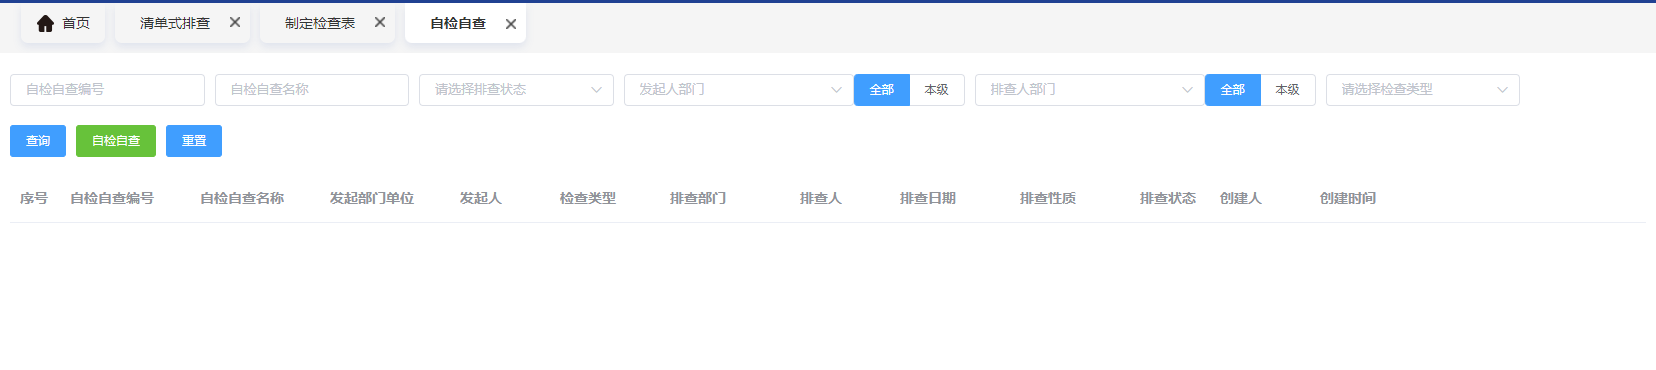 首页 清单式排查 制定检查表 自检自查
自检自查编号 自检自查名称 请选择排查状态 发起人部门 全部 本级 排查人部门 全部 本级 请选择检查类型
查询 自检自查 重置
序号 自检自查编号 自检自查名称 发起部门单位 发起人 检查类型 排查部门 排查人 排查日期 排查性质 排查状态 创建人 创建时间